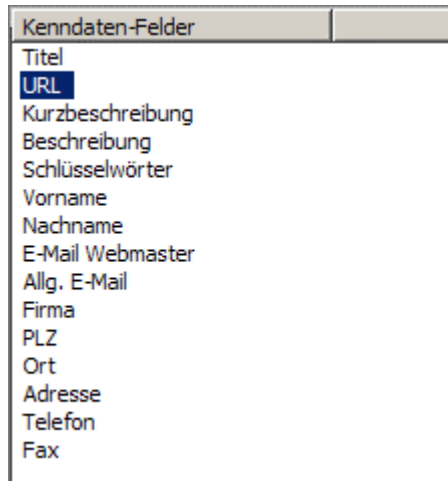 Kenndaten-Felder
Titel
URL
Kurzbeschreibung
Beschreibung
Schlüsselwörter
Vorname
Nachname
E-Mail Webmaster
Allg. E-Mail
Firma
PLZ
Ort
Adresse
Telefon
Fax